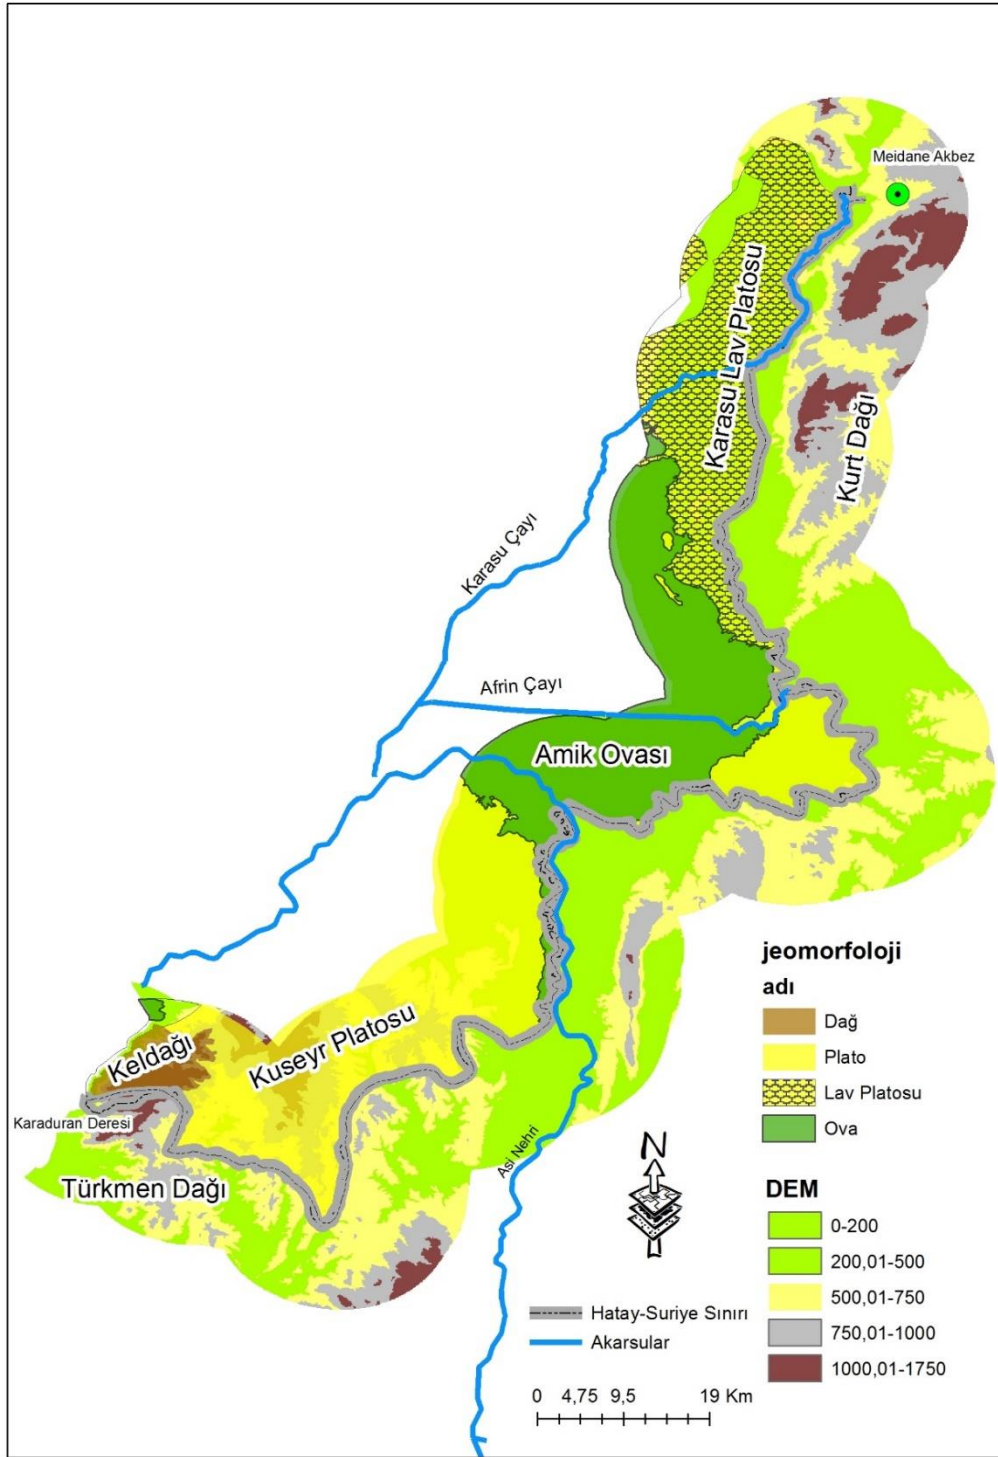 Meidane Akbez
Karasu Lav Platosu
Kurt Dağı
Karasu Çayı
Afrin Çayı
Amik Ovası
Keldağı
Kuseyr Platosu
Karaduran Deresi
Türkmen Dağı
Asi Nehri
N
jeomorfoloji
adı
Dağ
Plato
Lav Platosu
Ova
DEM
0-200
200,01-500
500,01-750
750,01-1000
1000,01-1750
Hatay-Suriye Sınırı
Akarsular
0 4,75 9,5 19 Km